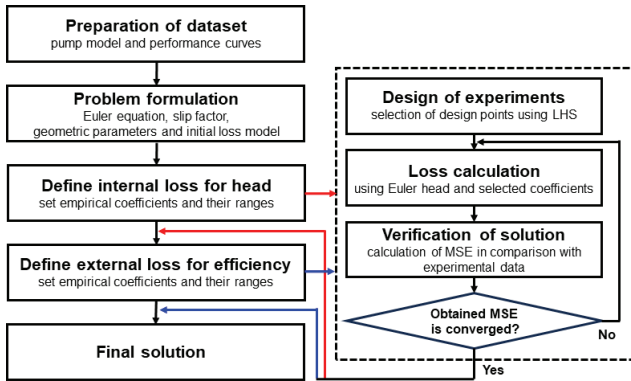 Preparation of dataset
pump model and performance curves
Problem formulation
Euler equation, slip factor,
geometric parameters and initial loss model
Define internal loss for head
set empirical coefficients and their ranges
Define external loss for efficiency
set empirical coefficients and their ranges
Final solution
Design of experiments
selection of design points using LHS
Loss calculation
using Euler head and selected coefficients
Verification of solution
calculation of MSE in comparison with
experimental data
Obtained MSE
is converged?
No
Yes